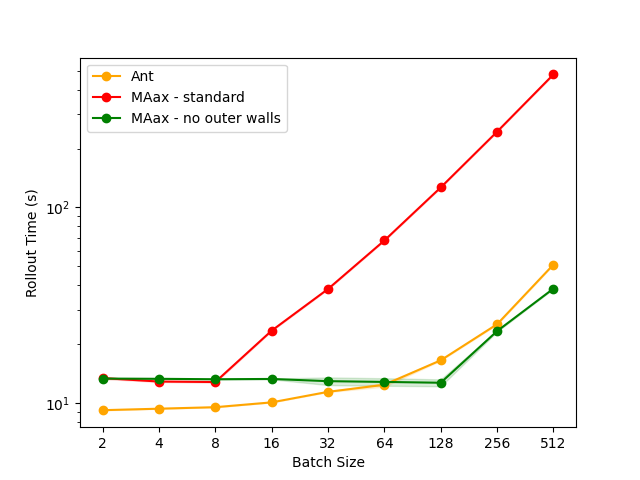 Ant
MAax - standard
MAax - no outer walls
Rollout Time (s)
10²
10¹
2 4 8 16 32 64 128 256 512
Batch Size